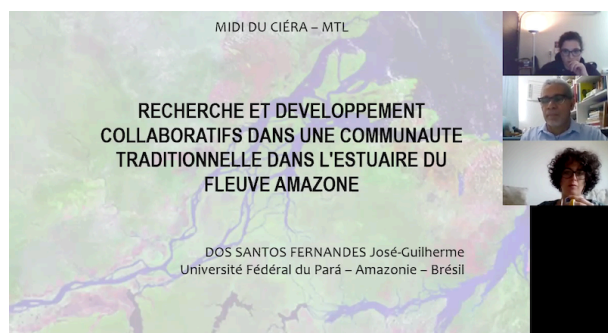 MIDI DU CIÉRA – MTL
RECHERCHE ET DEVELOPPEMENT
COLLABORATIFS DANS UNE COMMUNAUTE
TRADITIONNELLE DANS L'ESTUAIRE DU
FLEUVE AMAZONE
DOS SANTOS FERNANDES José-Guilherme
Université Fédéral du Pará – Amazonie – Brésil